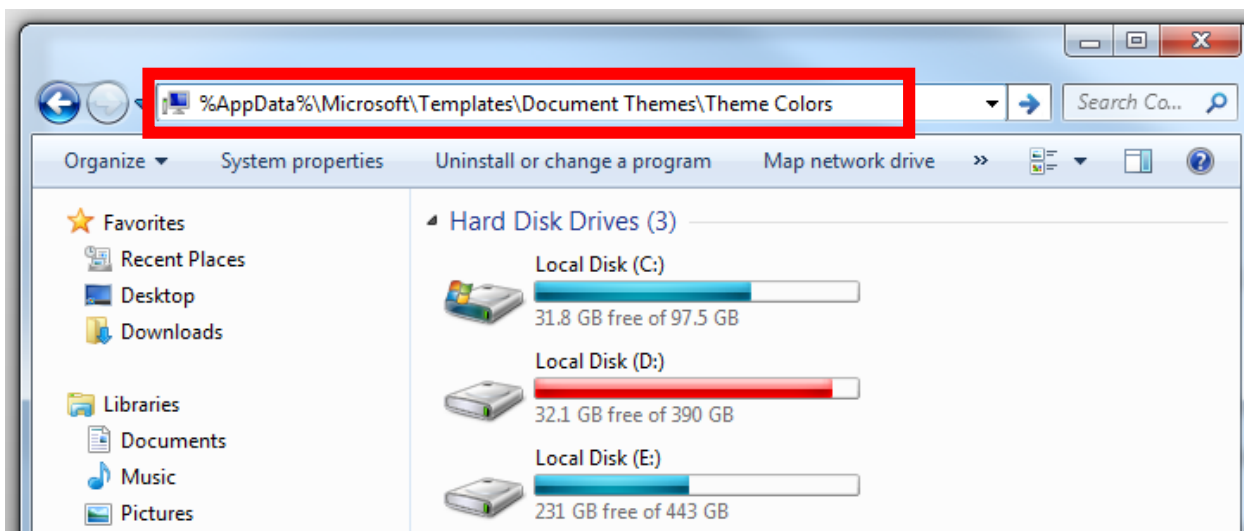 %AppData%\Microsoft\Templates\Document Themes\Theme Colors
Search Co...
Organize
System properties
Uninstall or change a program
Map network drive
»
Favorites
Recent Places
Desktop
Downloads
Libraries
Documents
Music
Pictures
Hard Disk Drives (3)
Local Disk (C:)
31.8 GB free of 97.5 GB
Local Disk (D:)
32.1 GB free of 390 GB
Local Disk (E:)
231 GB free of 443 GB